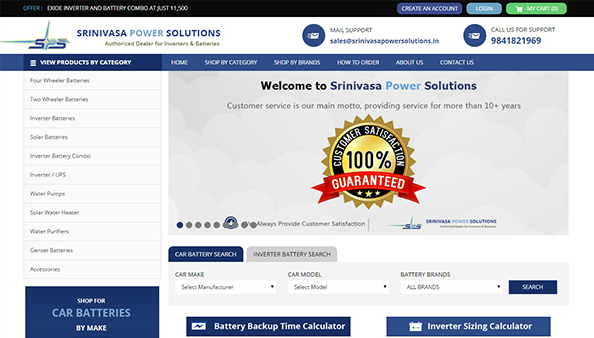 OFFER : EXIDE INVERTER AND BATTERY COMBO AT JUST 11,500
CREATE AN ACCOUNT
LOGIN
MY CART (0)
SPS
SRINIVASA POWER SOLUTIONS
Authorized Dealer for Inverters & Batteries
MAIL SUPPORT
sales@srinivasapowersolutions.in
CALL US FOR SUPPORT
9841821969
VIEW PRODUCTS BY CATEGORY
HOME
SHOP BY CATEGORY
SHOP BY BRANDS
HOW TO ORDER
ABOUT US
CONTACT US
Four Wheeler Batteries
Two Wheeler Batteries
Inverter Batteries
Solar Batteries
Inverter Battery Combo
Inverter / UPS
Water Pumps
Solar Water Heater
Water Purifiers
Genset Batteries
Accessories
Welcome to Srinivasa Power Solutions
Customer service is our main motto, providing service for more than 10+ years
CUSTOMER SATISFACTION
100%
GUARANTEED
We Always Provide Customer Satisfaction
SPS
SRINIVASA POWER SOLUTIONS
Authorized Dealer for Inverters & Batteries
CAR BATTERY SEARCH
INVERTER BATTERY SEARCH
CAR MAKE
CAR MODEL
BATTERY BRANDS
Select Manufacturer
Select Model
ALL BRANDS
SEARCH
SHOP FOR
CAR BATTERIES
BY MAKE
Battery Backup Time Calculator
Inverter Sizing Calculator